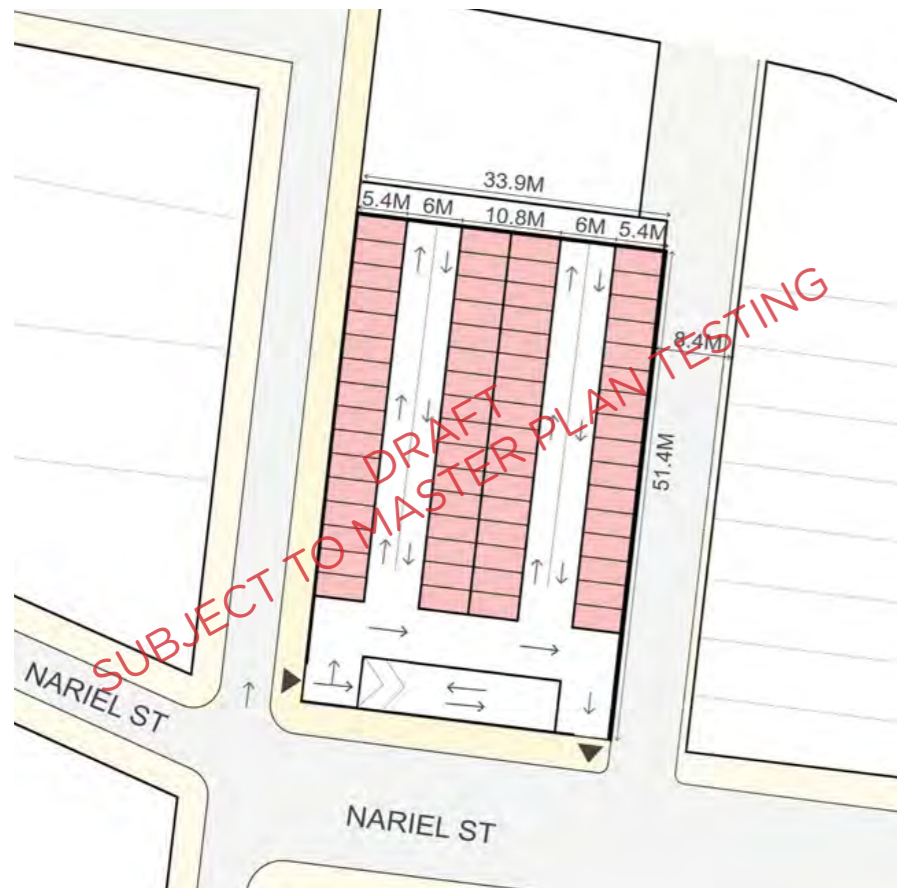 33.9M
5.4M 6M 10.8M 6M 5.4M
8.4M
51.4M
DRAFT
SUBJECT TO MASTER PLAN TESTING
NARIEL ST
NARIEL ST